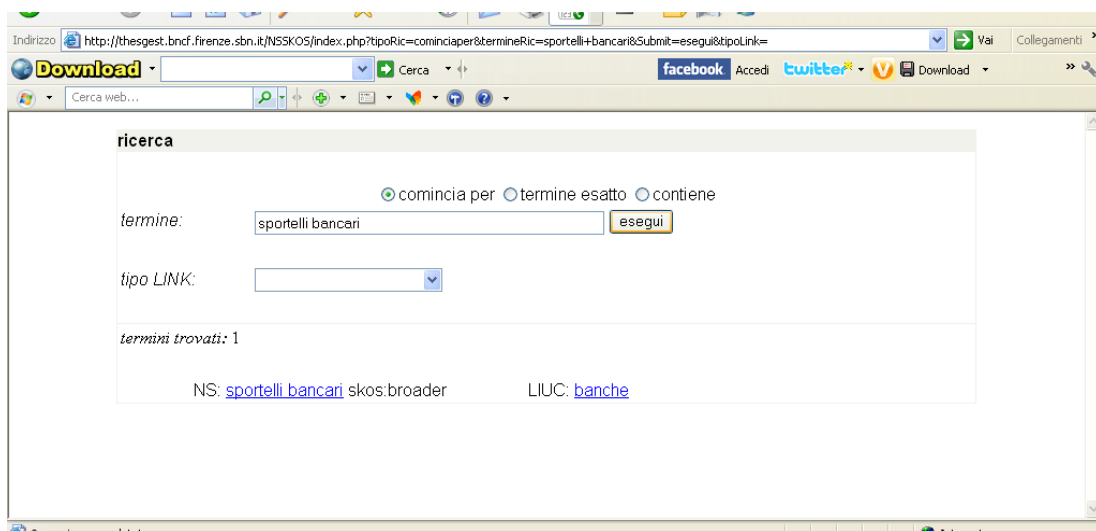 Indirizzo http://thesgest.bncf.firenze.sbn.it/NSSKOS/index.php?tipoRic=cominciaper&termineRic=sportelli+bancari&Submit=esegui&tipoLink= Vai Collegamenti »
Download Cerca facebook Accedi twitter Download »
Cerca web...
ricerca
comincia per termine esatto contiene
termine: sportelli bancari esegui
tipo LINK:
termini trovati: 1
NS: sportelli bancari skos:broader LIUC: banche